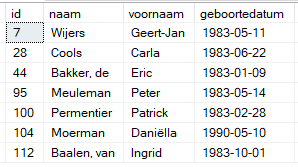 id naam voornaam geboortedatum
7 Wijers Geert-Jan 1983-05-11
28 Cools Carla 1983-06-22
44 Bakker, de Eric 1983-01-09
95 Meuleman Peter 1983-05-14
100 Permentier Patrick 1983-02-28
104 Moerman Daniëlla 1990-05-10
112 Baalen, van Ingrid 1983-10-01